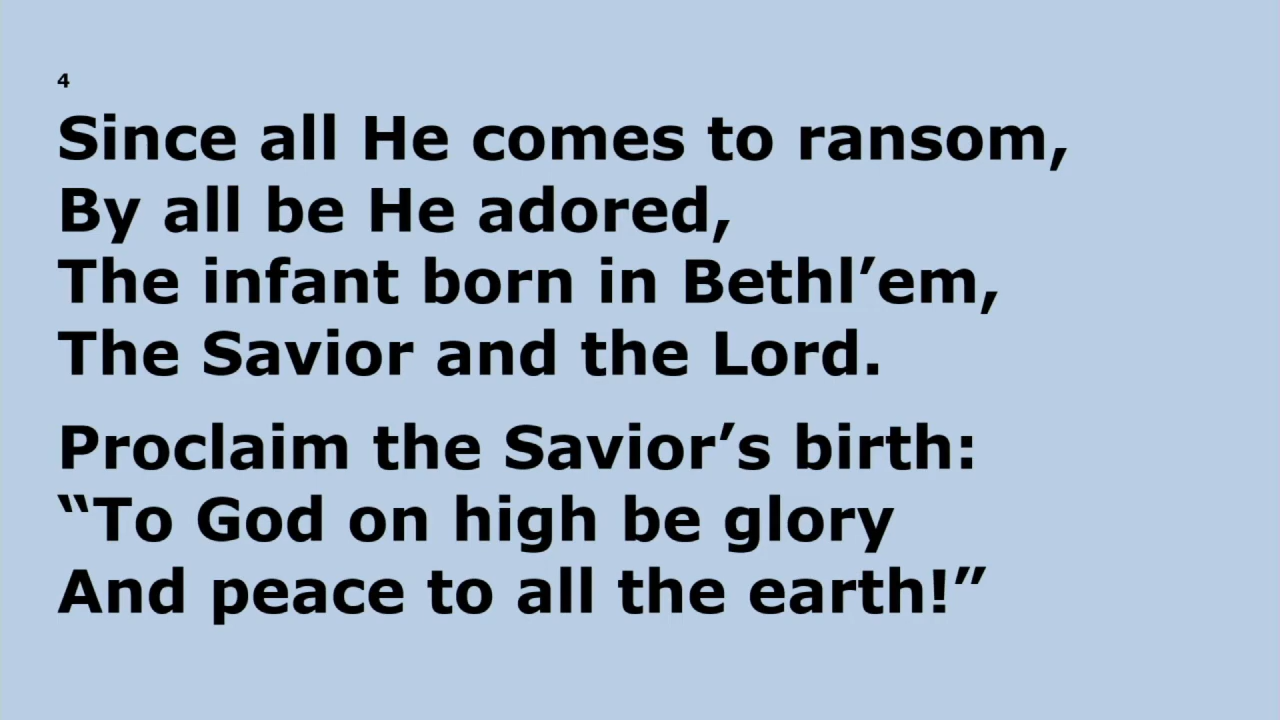 4
Since all He comes to ransom,
By all be He adored,
The infant born in Bethl’em,
The Savior and the Lord.
Proclaim the Savior’s birth:
“To God on high be glory
And peace to all the earth!”